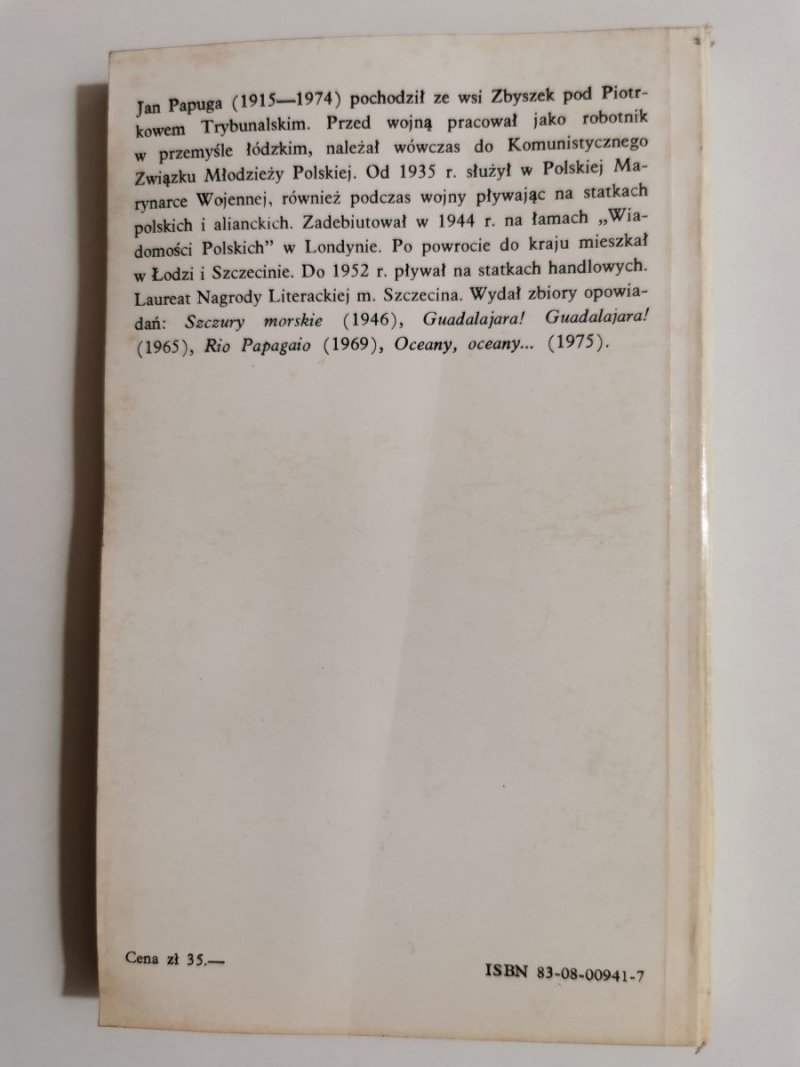 Jan Papuga (1915—1974) pochodził ze wsi Zbyszek pod Piotr-
kowem Trybunalskim. Przed wojną pracował jako robotnik
w przemyśle łódzkim, należał wówczas do Komunistycznego
Związku Młodzieży Polskiej. Od 1935 r. służył w Polskiej Ma-
rynarce Wojennej, również podczas wojny pływając na statkach
polskich i alianckich. Zadebiutował w 1944 r. na łamach „Wia-
domości Polskich” w Londynie. Po powrocie do kraju mieszkał
w Łodzi i Szczecinie. Do 1952 r. pływał na statkach handlowych.
Laureat Nagrody Literackiej m. Szczecina. Wydał zbiory opowia-
dań: Szczury morskie (1946), Guadalajara! Guadalajara!
(1965), Rio Papagaio (1969), Oceany, oceany... (1975).
Cena zł 35.—
ISBN 83-08-00941-7